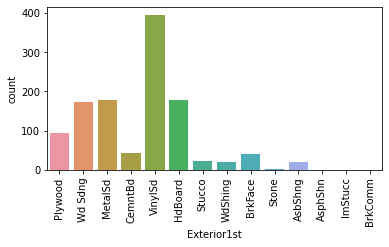 400
300
200
100
0
count
Plywood
Wd Sdng
MetalSd
CemntBd
VinylSd
HdBoard
Stucco
WdShing
BrkFace
Stone
AsbShng
AsphShn
ImStucc
BrkComm
Exterior1st